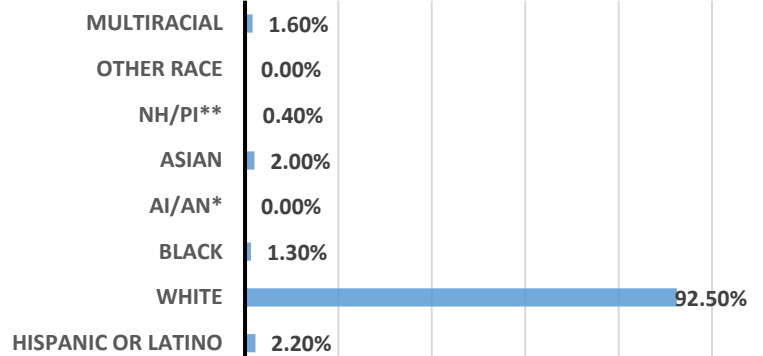 MULTIRACIAL 1.60%
OTHER RACE 0.00%
NH/PI** 0.40%
ASIAN 2.00%
AI/AN* 0.00%
BLACK 1.30%
WHITE 92.50%
HISPANIC OR LATINO 2.20%